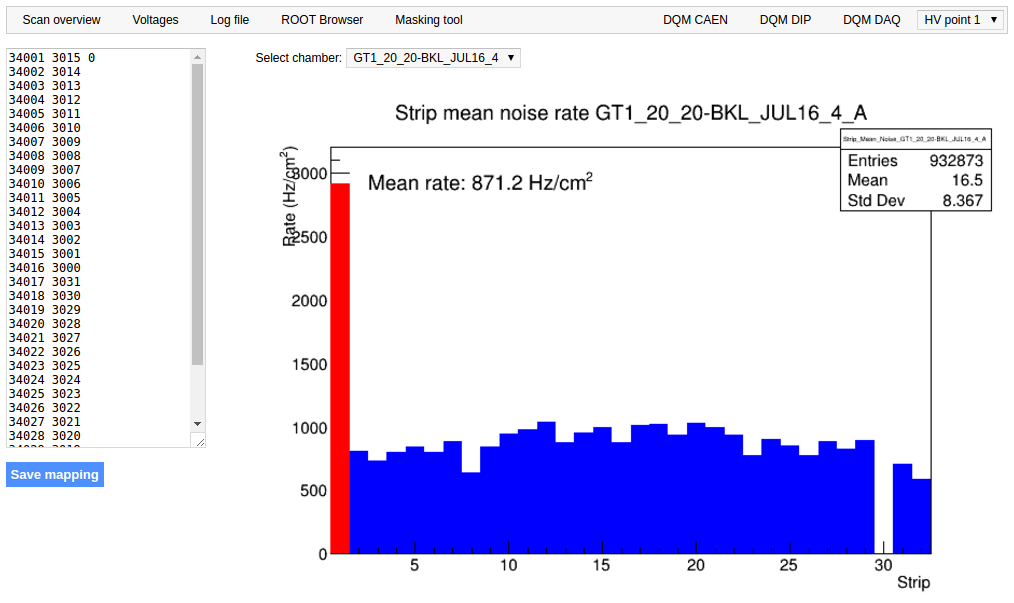 Scan overview Voltages Log file ROOT Browser Masking tool DQM CAEN DQM DIP DQM DAQ HV point 1
34001 3015 0
34002 3014
34003 3013
34004 3012
34005 3011
34006 3010
34007 3009
34008 3008
34009 3007
34010 3006
34011 3005
34012 3004
34013 3003
34014 3002
34015 3001
34016 3000
34017 3031
34018 3030
34019 3029
34020 3028
34021 3027
34022 3026
34023 3025
34024 3024
34025 3023
34026 3022
34027 3021
34028 3020
Save mapping
Select chamber: GT1_20_20-BKL_JUL16_4
Strip mean noise rate GT1_20_20-BKL_JUL16_4_A
Strip_Mean_Noise_GT1_20_20-BKL_JUL16_4_A
Entries 932873
Mean 16.5
Std Dev 8.367
Mean rate: 871.2 Hz/cm²
Rate (Hz/cm²)
3000
2500
2000
1500
1000
500
0
5 10 15 20 25 30
Strip